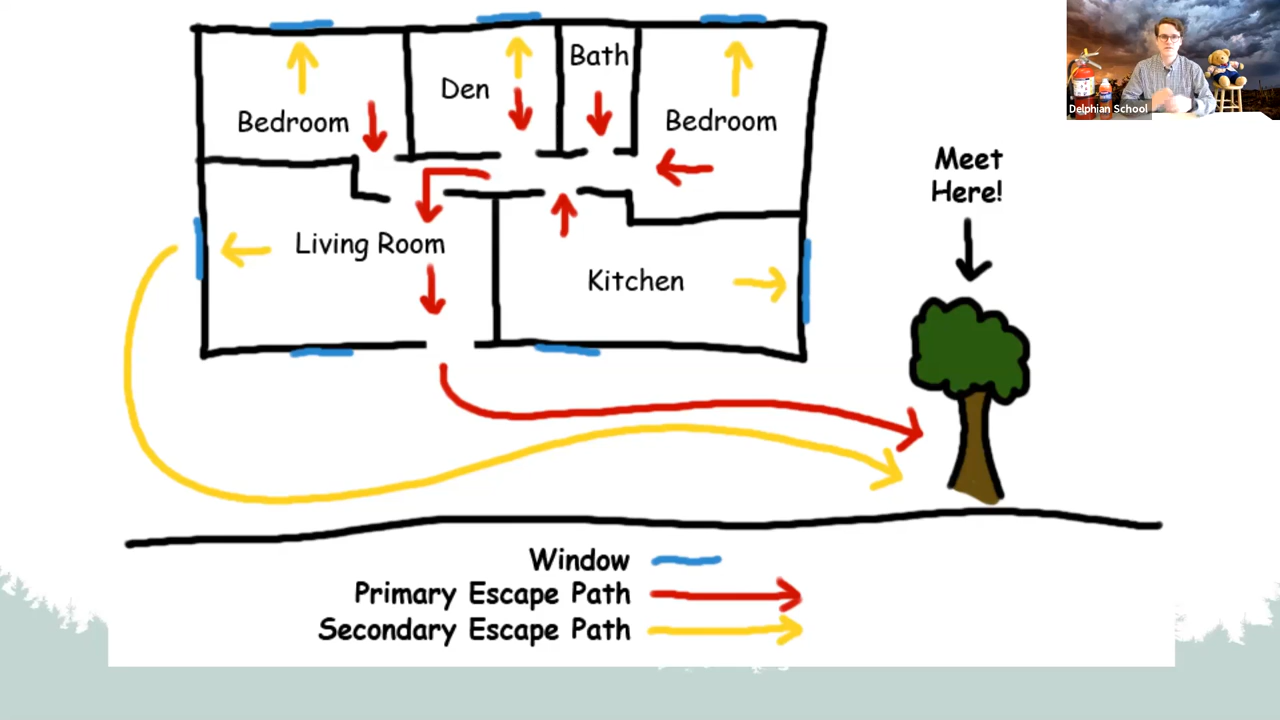 Bath
Den
Bedroom
Bedroom
Delphian School
Meet
Here!
Living Room
Kitchen
Window
Primary Escape Path
Secondary Escape Path